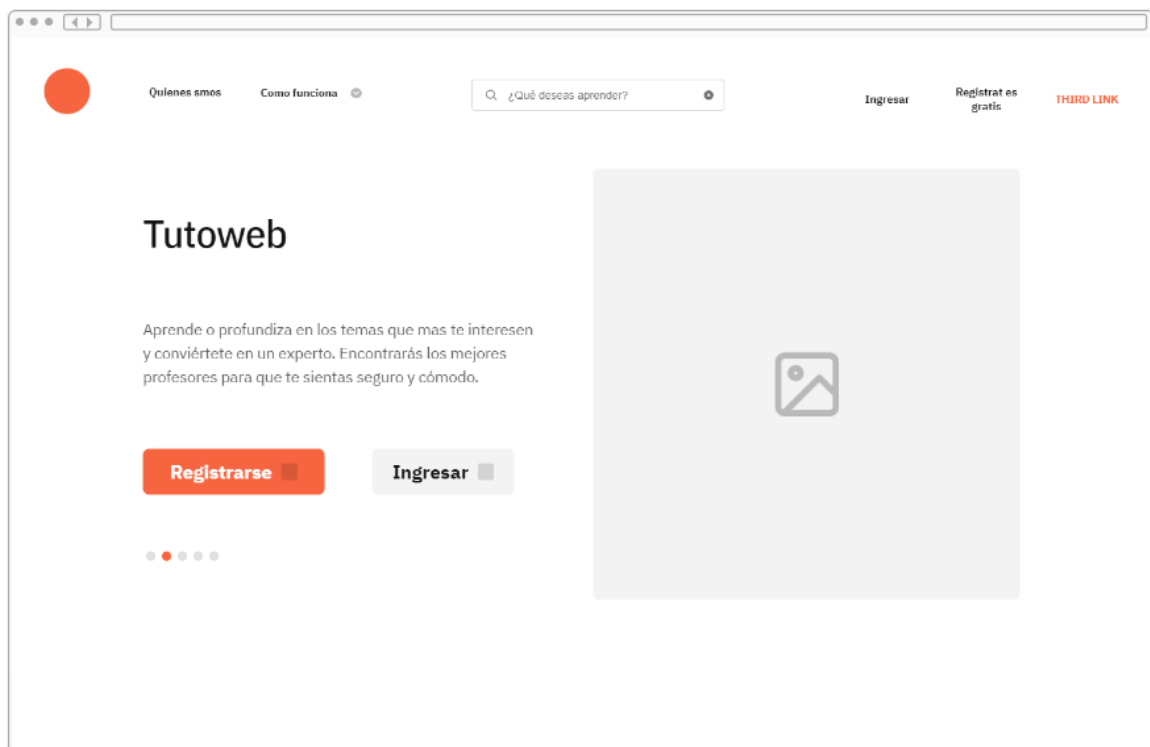 Quienes smos
Como funciona
¿Qué deseas aprender?
Ingresar
Registrat es
gratis
THIRD LINK
Tutoweb
Aprende o profundiza en los temas que mas te interesen
y conviértete en un experto. Encontrarás los mejores
profesores para que te sientas seguro y cómodo.
Registrarse
Ingresar